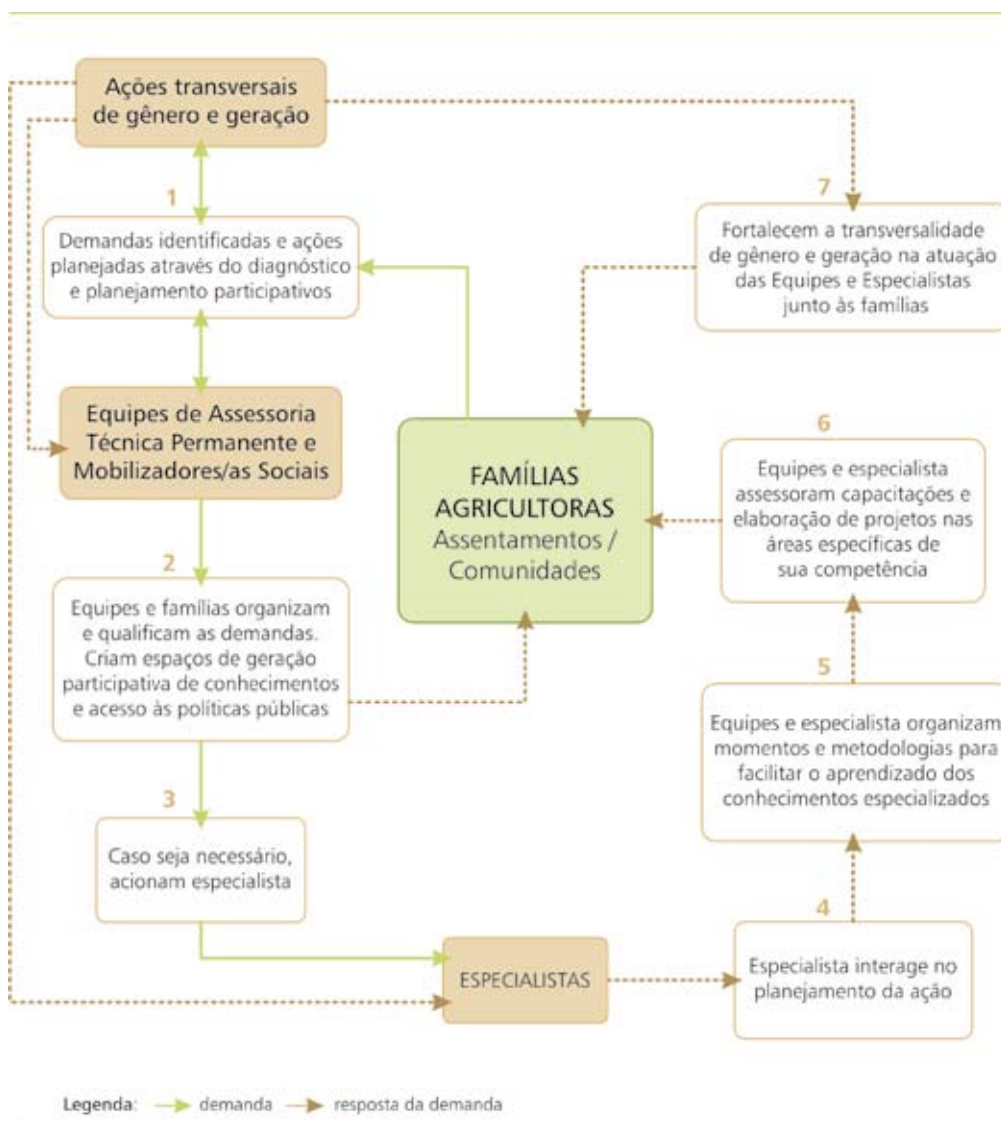 Ações transversais
de gênero e geração
1
Demandas identificadas e ações
planejadas através do diagnóstico
e planejamento participativos
Equipes de Assessoria
Técnica Permanente e
Mobilizadores/as Sociais
2
Equipes e famílias organizam
e qualificam as demandas.
Criam espaços de geração
participativa de conhecimentos
e acesso às políticas públicas
3
Caso seja necessário,
acionam especialista
ESPECIALISTAS
4
Especialista interage no
planejamento da ação
5
Equipes e especialista organizam
momentos e metodologias para
facilitar o aprendizado dos
conhecimentos especializados
6
Equipes e especialista
assessoram capacitações e
elaboração de projetos nas
áreas específicas de
sua competência
7
Fortalecem a transversalidade
de gênero e geração na atuação
das Equipes e Especialistas
junto às famílias
FAMÍLIAS
AGRICULTORAS
Assentamentos /
Comunidades
Legenda: demanda resposta da demanda